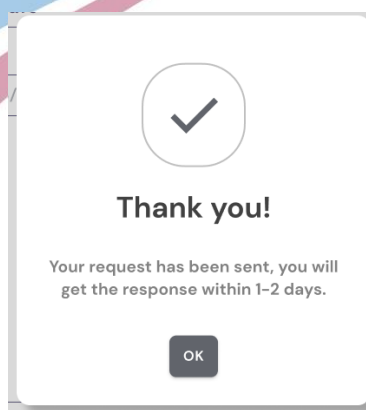 Thank you!
Your request has been sent, you will
get the response within 1-2 days.
OK